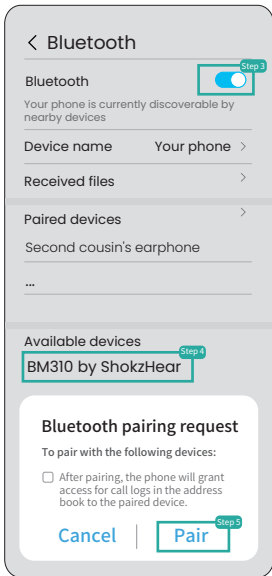 Bluetooth
Step 3
Bluetooth
Your phone is currently discoverable by
nearby devices
Device name Your phone
Received files
Paired devices
Second cousin's earphone
...
Available devices
Step 4
BM310 by ShokzHear
Bluetooth pairing request
To pair with the following devices:
After pairing, the phone will grant
access for call logs in the address
book to the paired device.
Step 5
Cancel | Pair